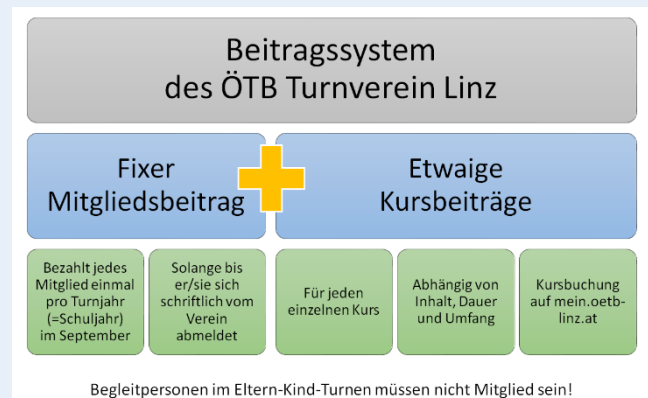 Beitragssystem
des ÖTB Turnverein Linz
Fixer
Mitgliedsbeitrag
Etwaige
Kursbeiträge
Bezahlt jedes
Mitglied einmal
pro Turnjahr
(=Schuljahr)
im September
Solange bis
er/sie sich
schriftlich vom
Verein
abmeldet
Für jeden
einzelnen Kurs
Abhängig von
Inhalt, Dauer
und Umfang
Kursbuchung
auf mein.oetb-
linz.at
Begleitpersonen im Eltern-Kind-Turnen müssen nicht Mitglied sein!